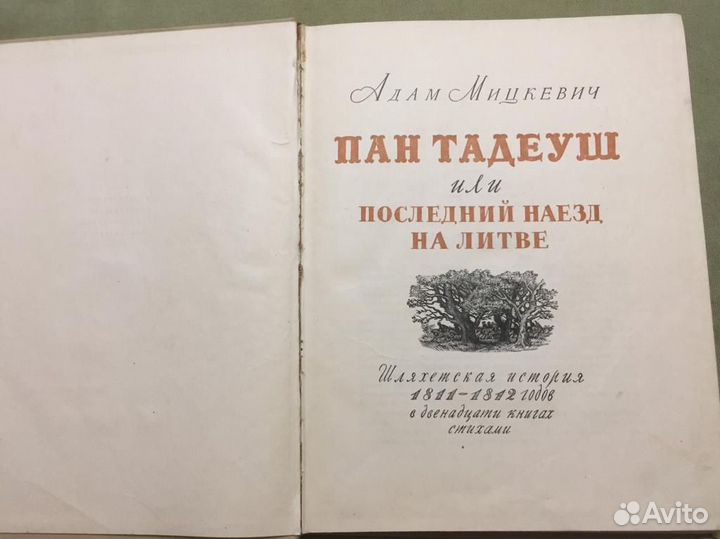 Адам Мицкевич
ПАН ТАДЕУШ
или
ПОСЛЕДНИЙ НАЕЗД
НА ЛИТВЕ
Шляхетская история
1811–1812 годов
в двенадцати книгах
стихами
Avito